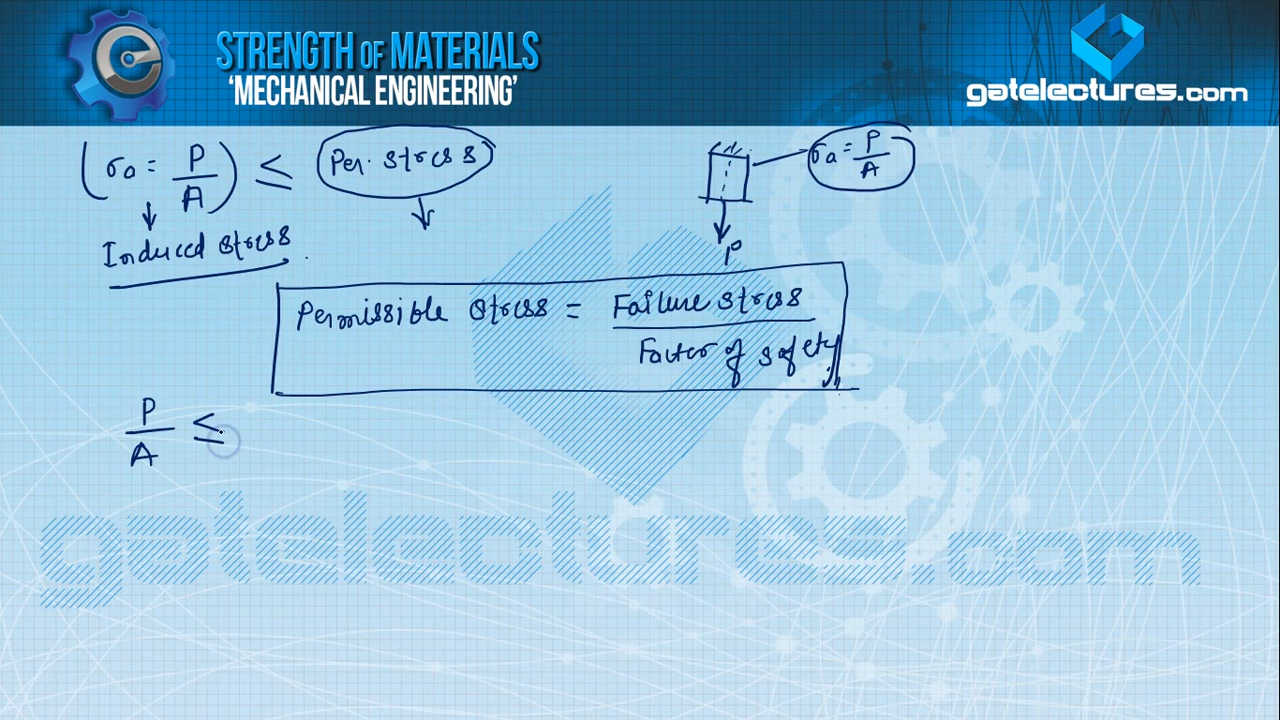 STRENGTH OF MATERIALS
'MECHANICAL ENGINEERING'
gatelectures.com
(σa = P/A) ≤ Per. stress
Induced stress
σa = P/A
P
Permissible stress = Failure stress / Factor of safety
P/A ≤
gatelectures.com